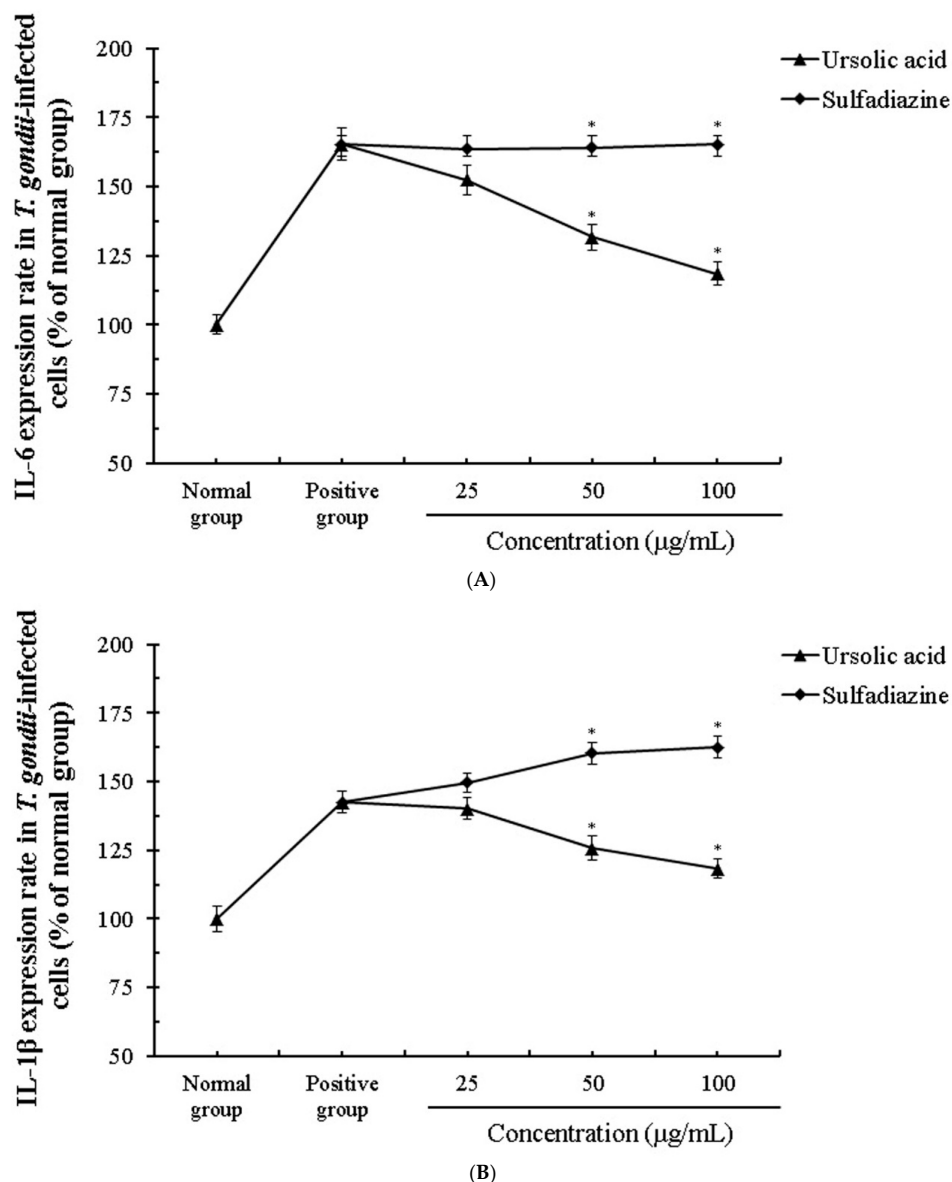 IL-6 expression rate in T. gondii-infected
cells (% of normal group)
200
175
150
125
100
75
50
Ursolic acid
Sulfadiazine
* *
*
*
Normal
group
Positive
group
25 50 100
Concentration (μg/mL)
(A)
IL-1β expression rate in T. gondii-infected
cells (% of normal group)
200
175
150
125
100
75
50
Ursolic acid
Sulfadiazine
* *
*
*
Normal
group
Positive
group
25 50 100
Concentration (μg/mL)
(B)